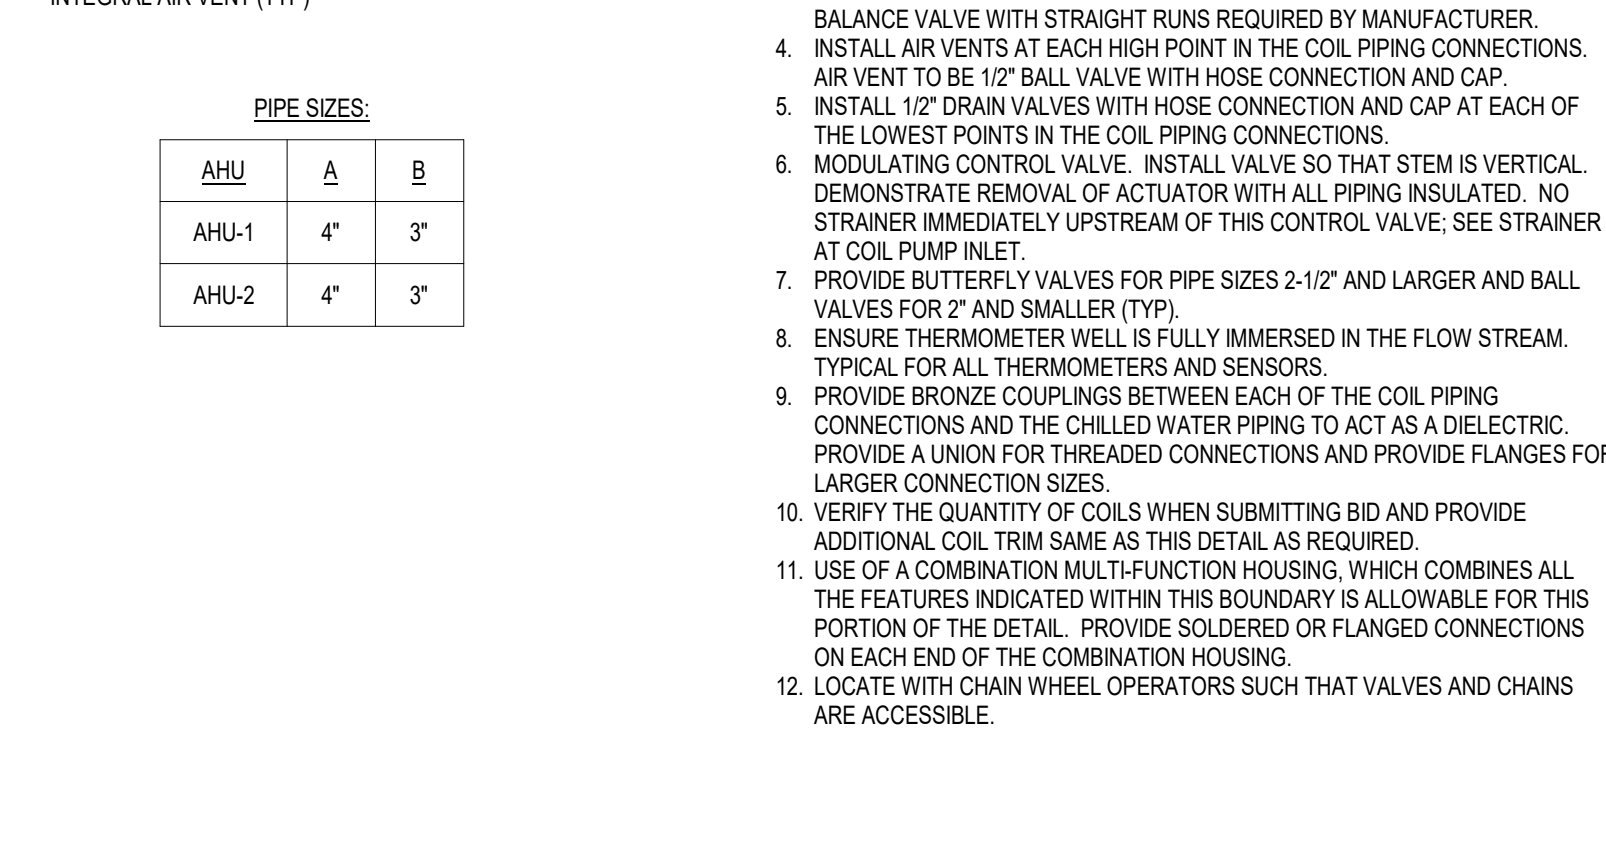 INTEGRAL AIR VENT (TYP)
PIPE SIZES:
AHU A B
AHU-1 4" 3"
AHU-2 4" 3"
BALANCE VALVE WITH STRAIGHT RUNS REQUIRED BY MANUFACTURER.
4. INSTALL AIR VENTS AT EACH HIGH POINT IN THE COIL PIPING CONNECTIONS.
AIR VENT TO BE 1/2" BALL VALVE WITH HOSE CONNECTION AND CAP.
5. INSTALL 1/2" DRAIN VALVES WITH HOSE CONNECTION AND CAP AT EACH OF
THE LOWEST POINTS IN THE COIL PIPING CONNECTIONS.
6. MODULATING CONTROL VALVE. INSTALL VALVE SO THAT STEM IS VERTICAL.
DEMONSTRATE REMOVAL OF ACTUATOR WITH ALL PIPING INSULATED. NO
STRAINER IMMEDIATELY UPSTREAM OF THIS CONTROL VALVE; SEE STRAINER
AT COIL PUMP INLET.
7. PROVIDE BUTTERFLY VALVES FOR PIPE SIZES 2-1/2" AND LARGER AND BALL
VALVES FOR 2" AND SMALLER (TYP).
8. ENSURE THERMOMETER WELL IS FULLY IMMERSED IN THE FLOW STREAM.
TYPICAL FOR ALL THERMOMETERS AND SENSORS.
9. PROVIDE BRONZE COUPLINGS BETWEEN EACH OF THE COIL PIPING
CONNECTIONS AND THE CHILLED WATER PIPING TO ACT AS A DIELECTRIC.
PROVIDE A UNION FOR THREADED CONNECTIONS AND PROVIDE FLANGES FOR
LARGER CONNECTION SIZES.
10. VERIFY THE QUANTITY OF COILS WHEN SUBMITTING BID AND PROVIDE
ADDITIONAL COIL TRIM SAME AS THIS DETAIL AS REQUIRED.
11. USE OF A COMBINATION MULTI-FUNCTION HOUSING, WHICH COMBINES ALL
THE FEATURES INDICATED WITHIN THIS BOUNDARY IS ALLOWABLE FOR THIS
PORTION OF THE DETAIL. PROVIDE SOLDERED OR FLANGED CONNECTIONS
ON EACH END OF THE COMBINATION HOUSING.
12. LOCATE WITH CHAIN WHEEL OPERATORS SUCH THAT VALVES AND CHAINS
ARE ACCESSIBLE.